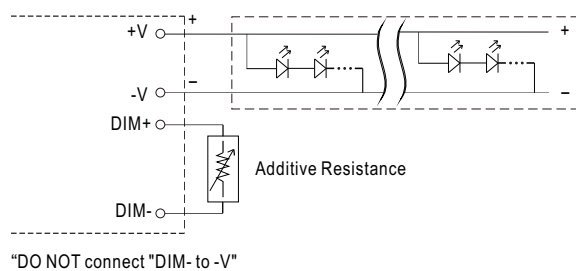 +V
+
+
-V
−
−
DIM+
Additive Resistance
DIM-
"DO NOT connect "DIM- to -V"